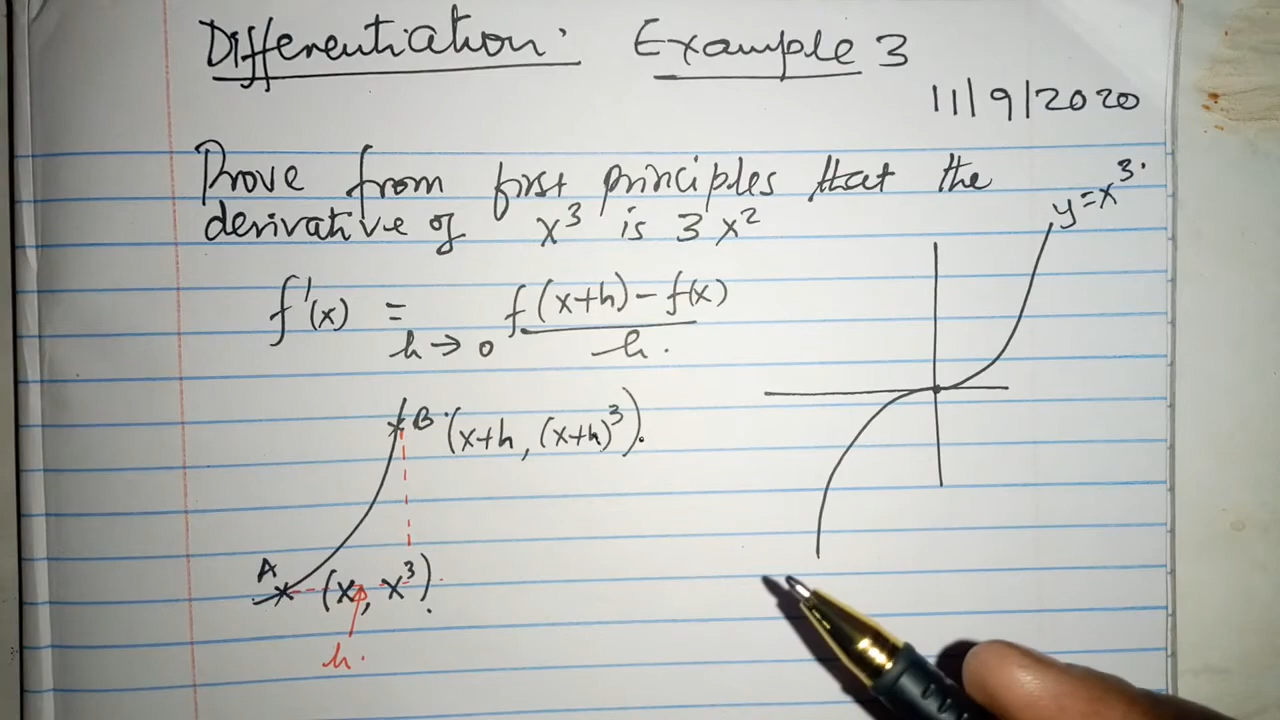 Differentiation. Example 3
11/9/2020
Prove from first principles that the
derivative of x³ is 3x²
y=x³.
f'(x) = f(x+h)-f(x)
h→0 h.
B. (x+h, (x+h)³).
A
(x, x³).
h.